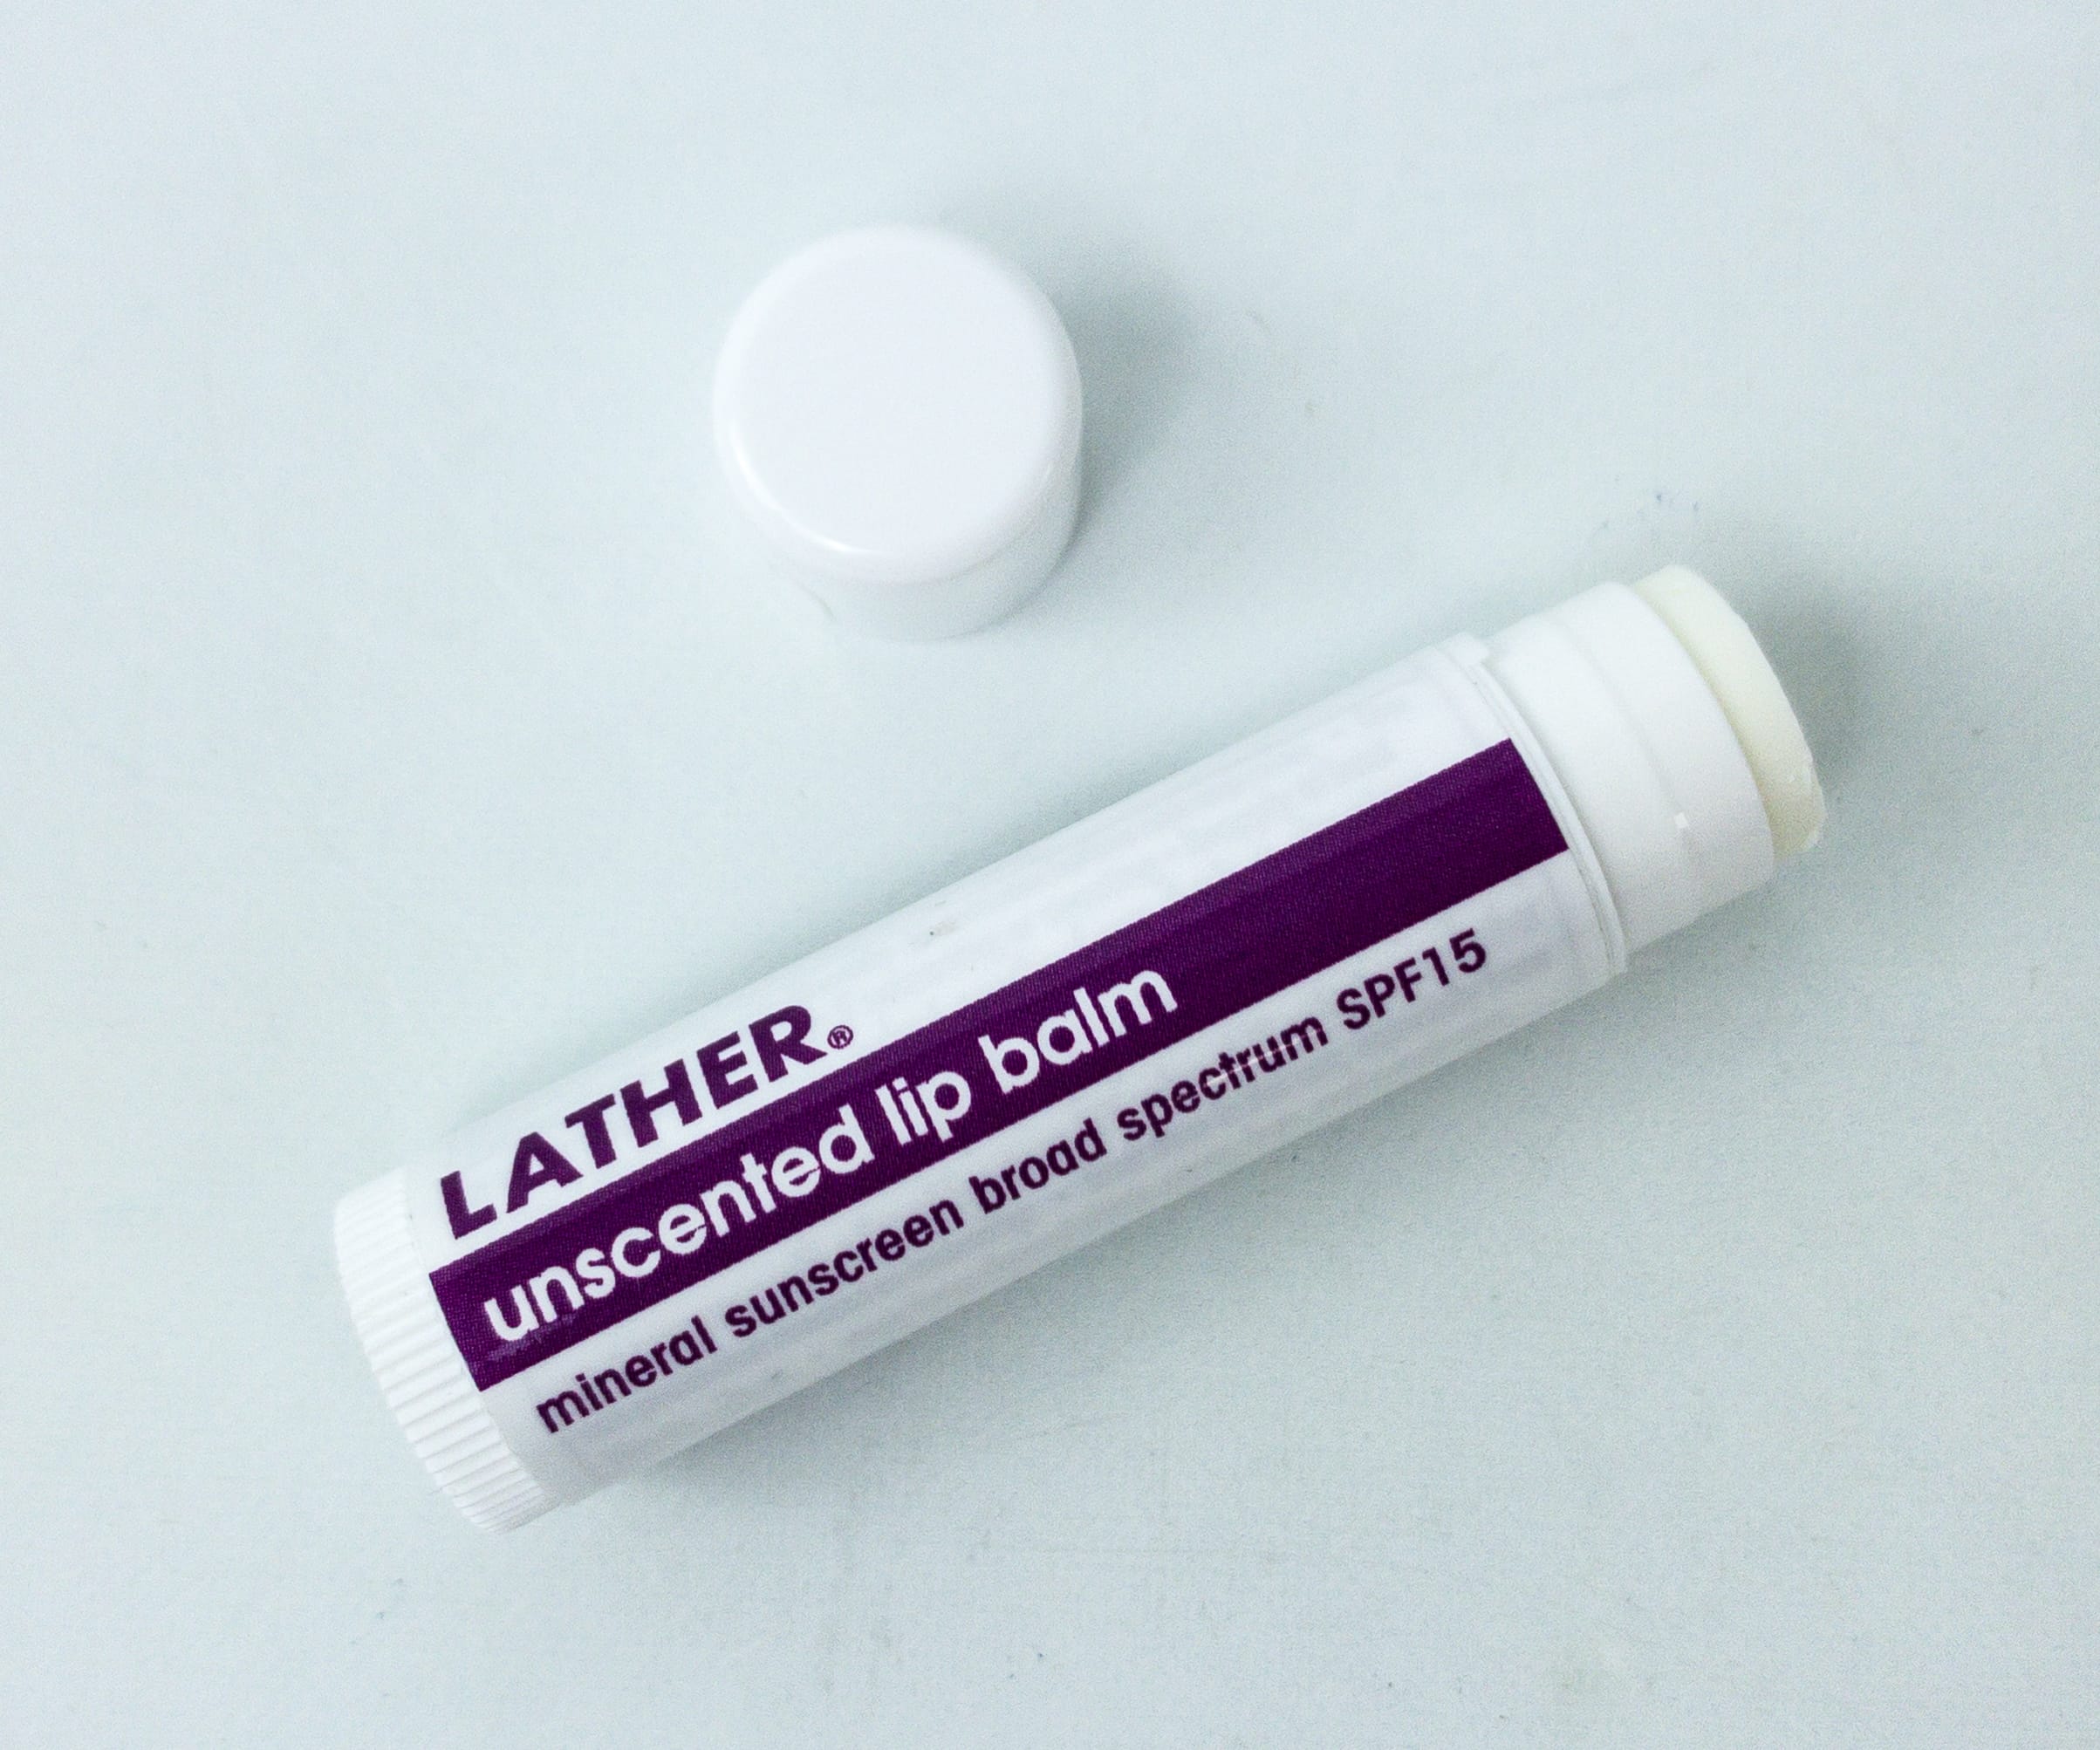 LATHER®
unscented lip balm
mineral sunscreen broad spectrum SPF15